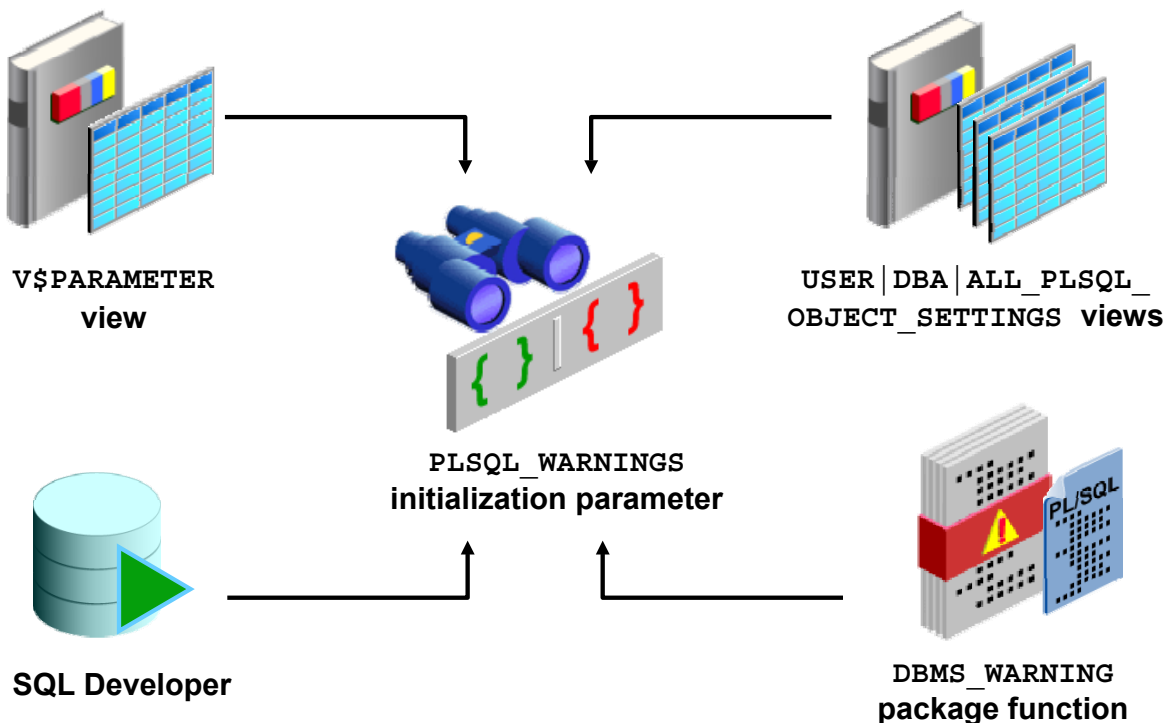 V$PARAMETER
view
USER|DBA|ALL_PLSQL_
OBJECT_SETTINGS views
{ } | { }
PLSQL_WARNINGS
initialization parameter
SQL Developer
!
PL/SQL
DBMS_WARNING
package function